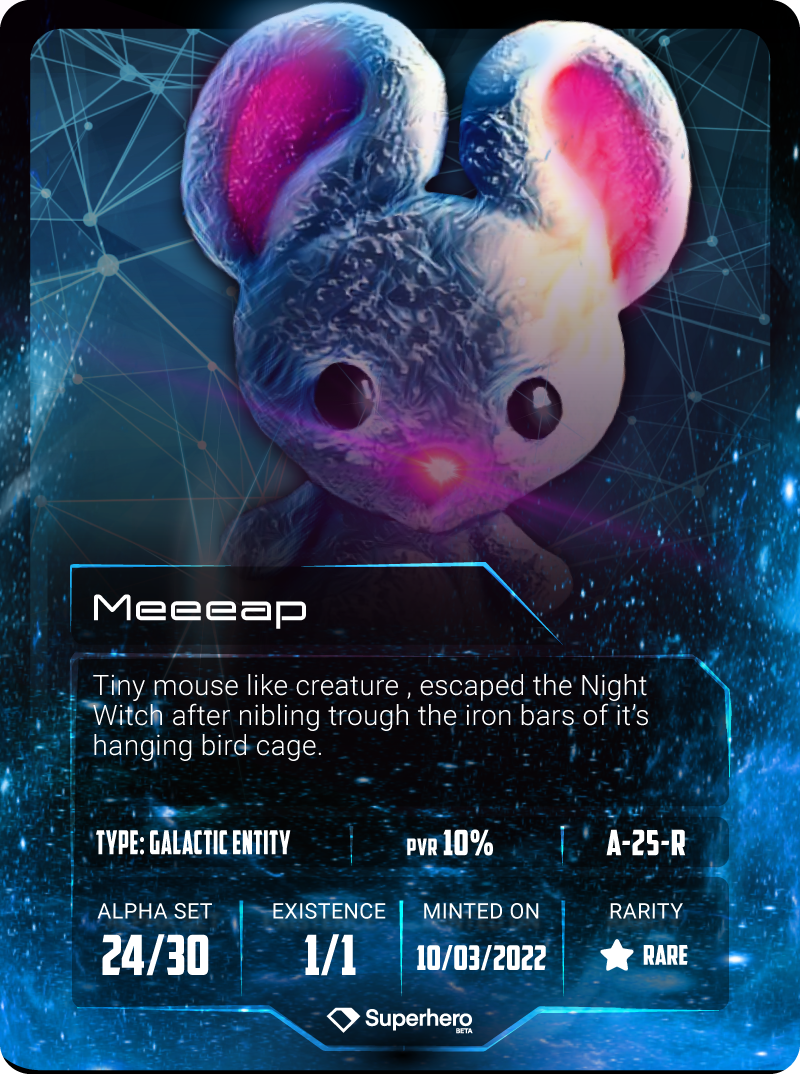 Meeeap
Tiny mouse like creature , escaped the Night
Witch after nibling trough the iron bars of it’s
hanging bird cage.
TYPE: GALACTIC ENTITY PVR 10% A-25-R
ALPHA SET EXISTENCE MINTED ON RARITY
24/30 1/1 10/03/2022 RARE
Superhero
BETA